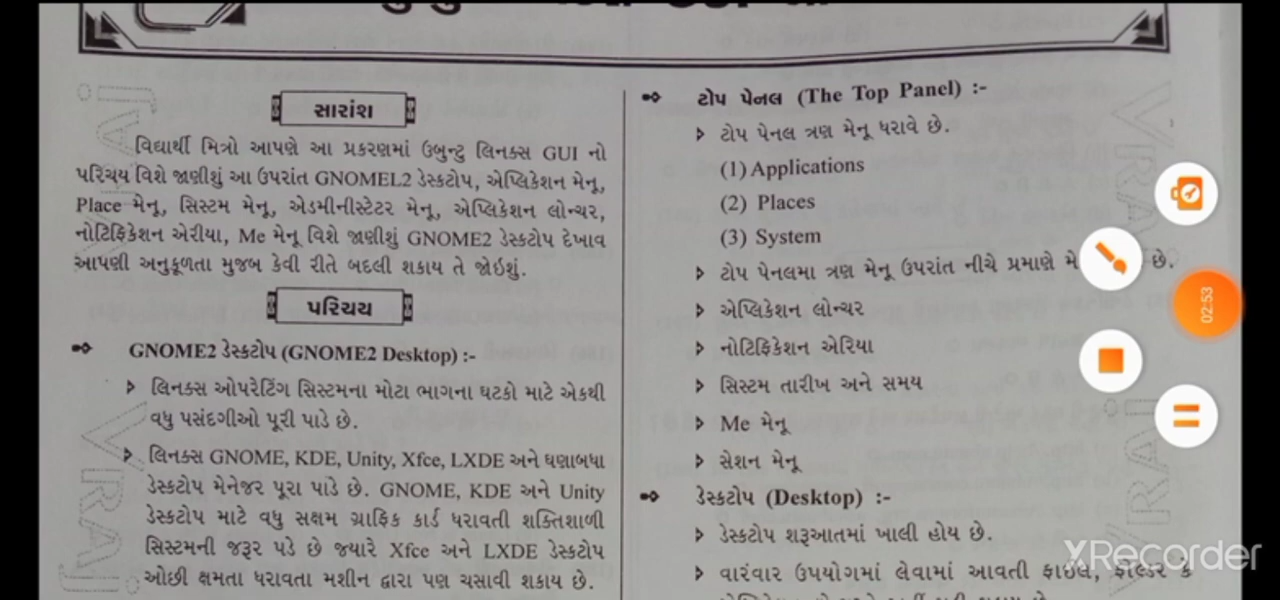 સારાંશ
વિદ્યાર્થી મિત્રો આપણે આ પ્રકરણમાં ઉબુન્ટુ લિનક્સ GUI નો
પરિચય વિશે જાણીશું આ ઉપરાંત GNOMEL2 ડેસ્કટોપ, એપ્લિકેશન મેનૂ,
Place મેનૂ, સિસ્ટમ મેનૂ, એડમીનીસ્ટેટર મેનૂ, એપ્લિકેશન લોન્ચર,
નોટિફિકેશન એરીયા, Me મેનૂ વિશે જાણીશું GNOME2 ડેસ્કટોપ દેખાવ
આપણી અનુકૂળતા મુજબ કેવી રીતે બદલી શકાય તે જોઇશું.
પરિચય
GNOME2 ડેસ્કટોપ (GNOME2 Desktop) :-
લિનક્સ ઓપરેટિંગ સિસ્ટમના મોટા ભાગના ઘટકો માટે એકથી
વધુ પસંદગીઓ પૂરી પાડે છે.
લિનક્સ GNOME, KDE, Unity, Xfce, LXDE અને ઘણાબધા
ડેસ્કટોપ મેનેજર પૂરા પાડે છે. GNOME, KDE અને Unity
ડેસ્કટોપ માટે વધુ સક્ષમ ગ્રાફિક કાર્ડ ધરાવતી શક્તિશાળી
સિસ્ટમની જરૂર પડે છે જ્યારે Xfce અને LXDE ડેસ્કટોપ
ઓછી ક્ષમતા ધરાવતા મશીન દ્વારા પણ ચસાવી શકાય છે.
ટોપ પેનલ (The Top Panel) :-
ટોપ પેનલ ત્રણ મેનૂ ધરાવે છે.
(1) Applications
(2) Places
(3) System
ટોપ પેનલમા ત્રણ મેનૂ ઉપરાંત નીચે પ્રમાણે છે.
એપ્લિકેશન લોન્ચર
નોટિફિકેશન એરિયા
સિસ્ટમ તારીખ અને સમય
Me મેનૂ
સેશન મેનૂ
ડેસ્કટોપ (Desktop) :-
ડેસ્કટોપ શરૂઆતમાં ખાલી હોય છે.
વારંવાર ઉપયોગમાં લેવામાં આવતી ફાઇલ, ફોલ્ડર કે
02:53
XRecorder
VIRAL